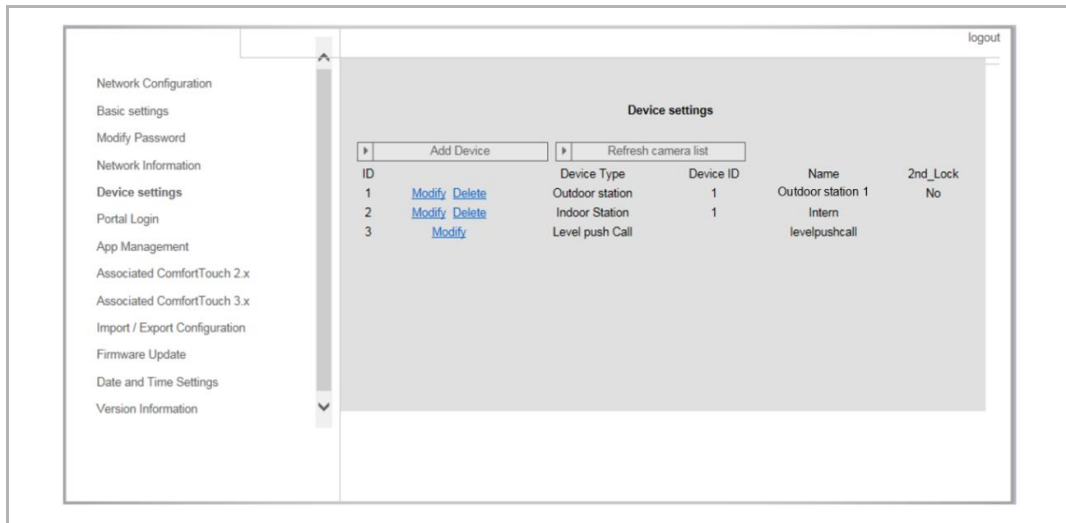 logout
Network Configuration
Basic settings
Modify Password
Network Information
Device settings
Portal Login
App Management
Associated ComfortTouch 2.x
Associated ComfortTouch 3.x
Import / Export Configuration
Firmware Update
Date and Time Settings
Version Information
Device settings
Add Device Refresh camera list
ID Device Type Device ID Name 2nd_Lock
1 Modify Delete Outdoor station 1 Outdoor station 1 No
2 Modify Delete Indoor Station 1 Intern
3 Modify Level push Call levelpushcall